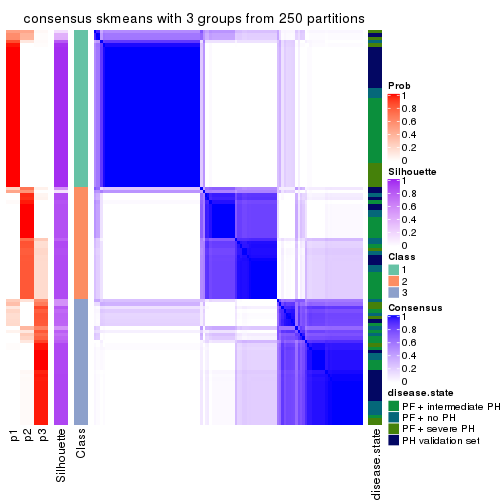 consensus skmeans with 3 groups from 250 partitions
Prob
1
0.8
0.6
0.4
0.2
0
Silhouette
1
0.8
0.6
0.4
0.2
0
Class
1
2
3
Consensus
1
0.8
0.6
0.4
0.2
0
disease.state
PF + intermediate PH
PF + no PH
PF + severe PH
PH validation set
p1
p2
p3
Silhouette
Class
disease.state